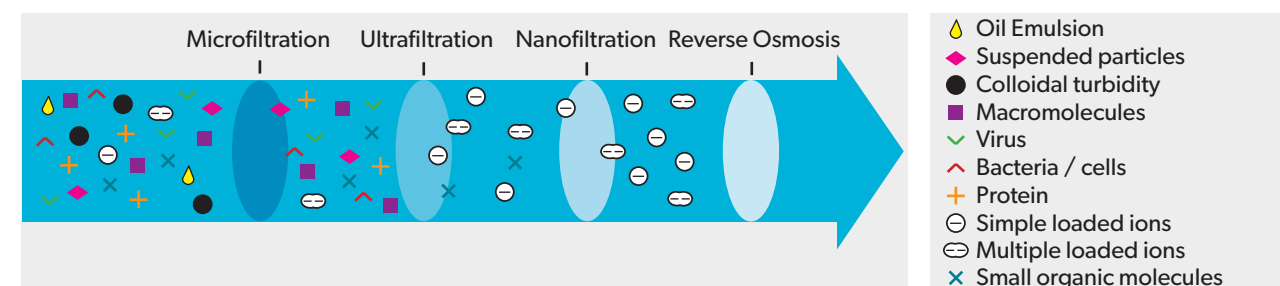 Microfiltration Ultrafiltration Nanofiltration Reverse Osmosis
Oil Emulsion
Suspended particles
Colloidal turbidity
Macromolecules
Virus
Bacteria / cells
Protein
Simple loaded ions
Multiple loaded ions
Small organic molecules